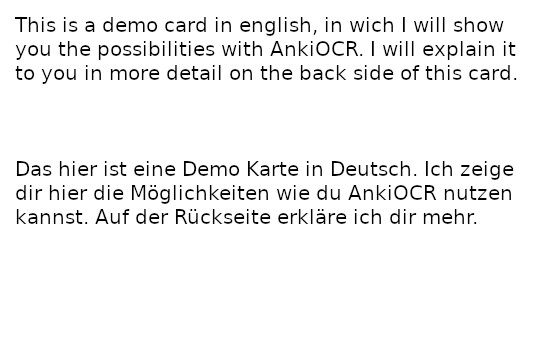 This is a demo card in english, in wich I will show
you the possibilities with AnkiOCR. I will explain it
to you in more detail on the back side of this card.
Das hier ist eine Demo Karte in Deutsch. Ich zeige
dir hier die Möglichkeiten wie du AnkiOCR nutzen
kannst. Auf der Rückseite erkläre ich dir mehr.